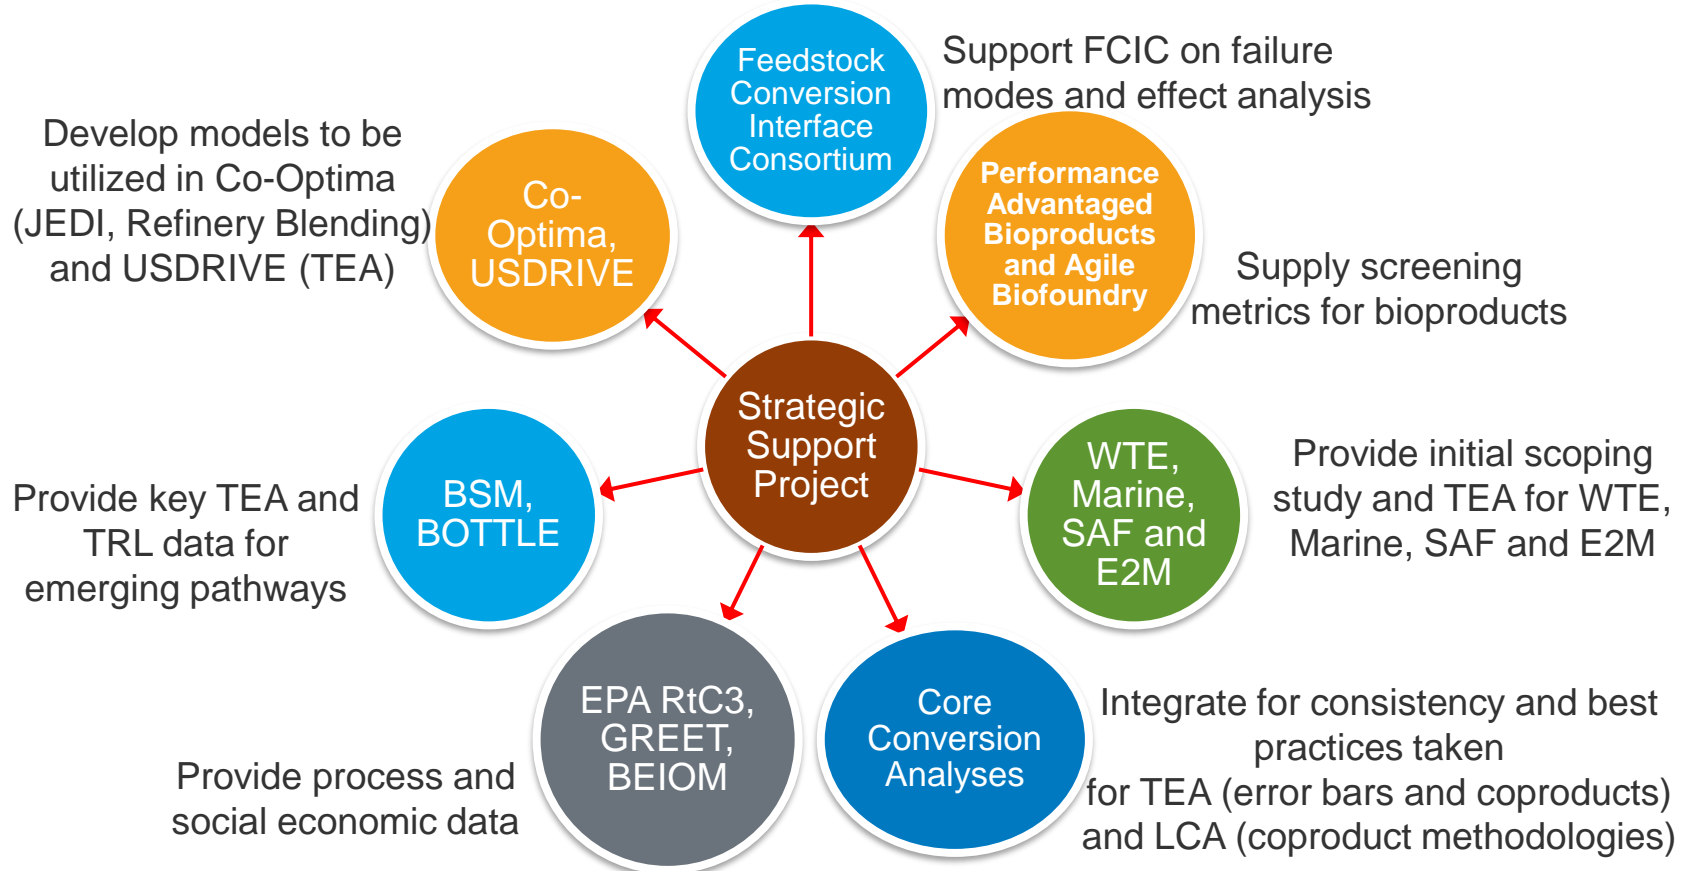 Feedstock
Conversion
Interface
Consortium
Support FCIC on failure
modes and effect analysis
Develop models to be
utilized in Co-Optima
(JEDI, Refinery Blending)
and USDRIVE (TEA)
Co-
Optima,
USDRIVE
Performance
Advantaged
Bioproducts
and Agile
Biofoundry
Supply screening
metrics for bioproducts
Strategic
Support
Project
WTE,
Marine,
SAF and
E2M
Provide initial scoping
study and TEA for WTE,
Marine, SAF and E2M
Provide key TEA and
TRL data for
emerging pathways
BSM,
BOTTLE
EPA RtC3,
GREET,
BEIOM
Provide process and
social economic data
Core
Conversion
Analyses
Integrate for consistency and best
practices taken
for TEA (error bars and coproducts)
and LCA (coproduct methodologies)